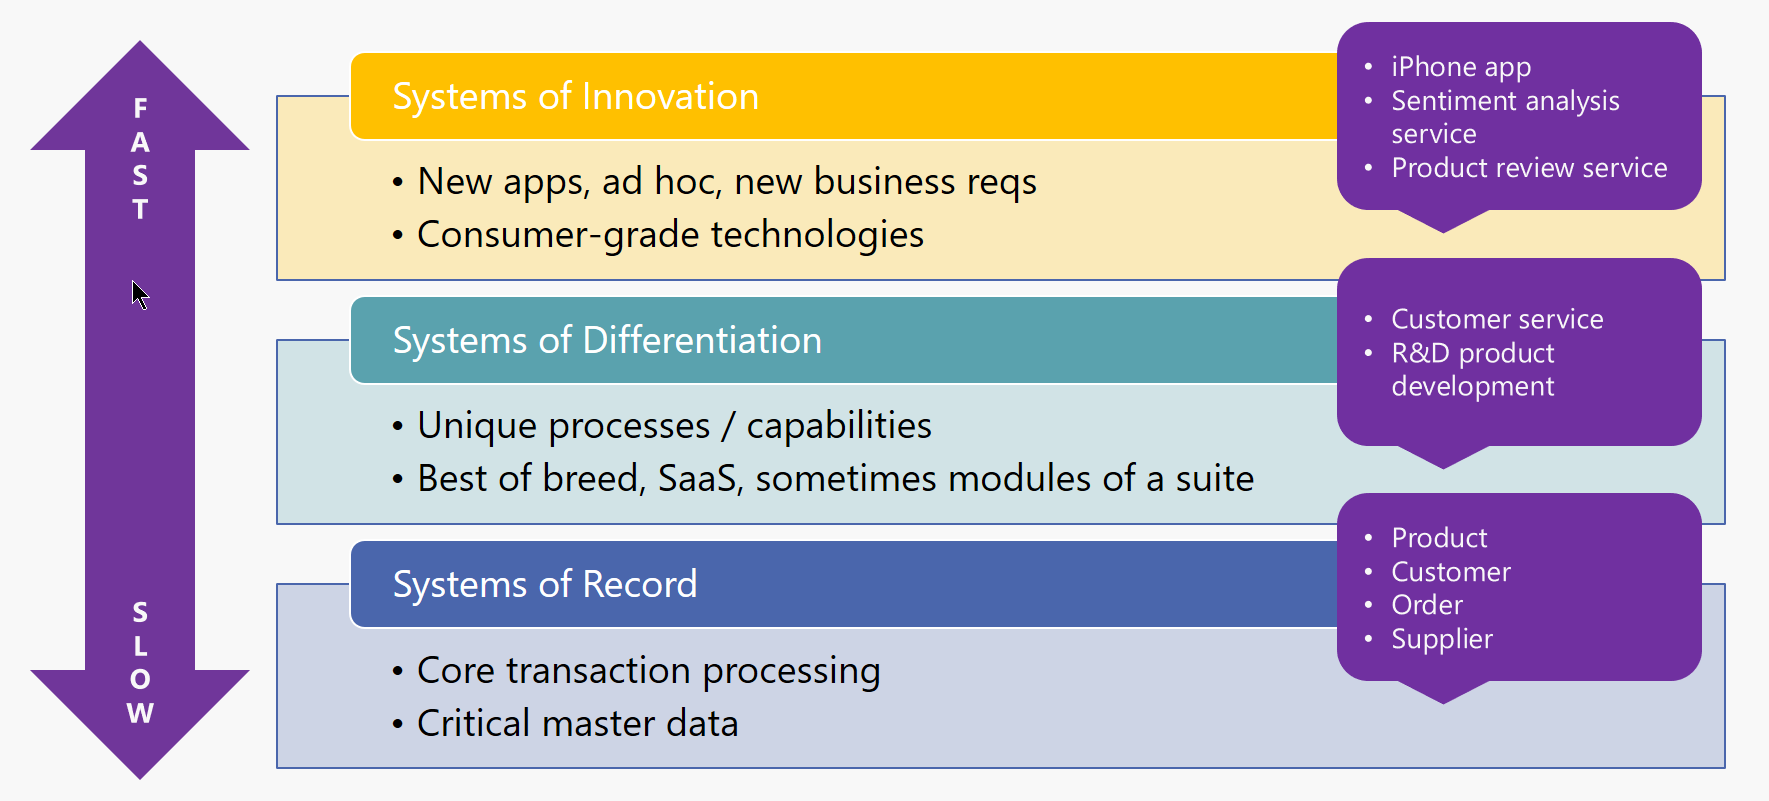 FAST
Systems of Innovation
• New apps, ad hoc, new business reqs
• Consumer-grade technologies
• iPhone app
• Sentiment analysis
service
• Product review service
Systems of Differentiation
• Unique processes / capabilities
• Best of breed, SaaS, sometimes modules of a suite
• Customer service
• R&D product
development
SLOW
Systems of Record
• Core transaction processing
• Critical master data
• Product
• Customer
• Order
• Supplier